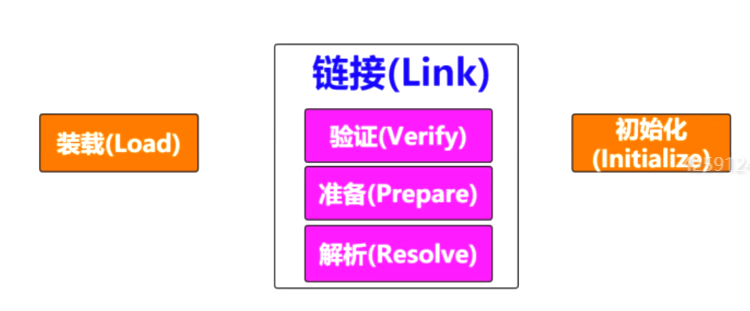 链接(Link)
装载(Load)
验证(Verify)
准备(Prepare)
解析(Resolve)
初始化
(Initialize)